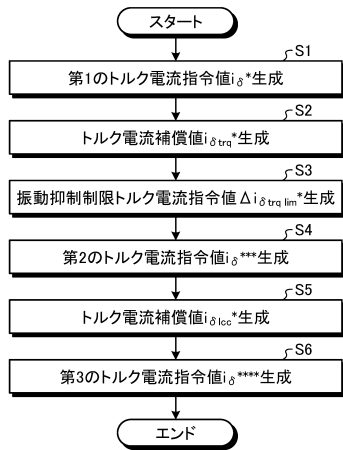 スタート
S1
第1のトルク電流指令値iδ*生成
S2
トルク電流補償値iδtrq*生成
S3
振動抑制制限トルク電流指令値Δiδtrq lim*生成
S4
第2のトルク電流指令値iδ***生成
S5
トルク電流補償値iδlcc*生成
S6
第3のトルク電流指令値iδ****生成
エンド